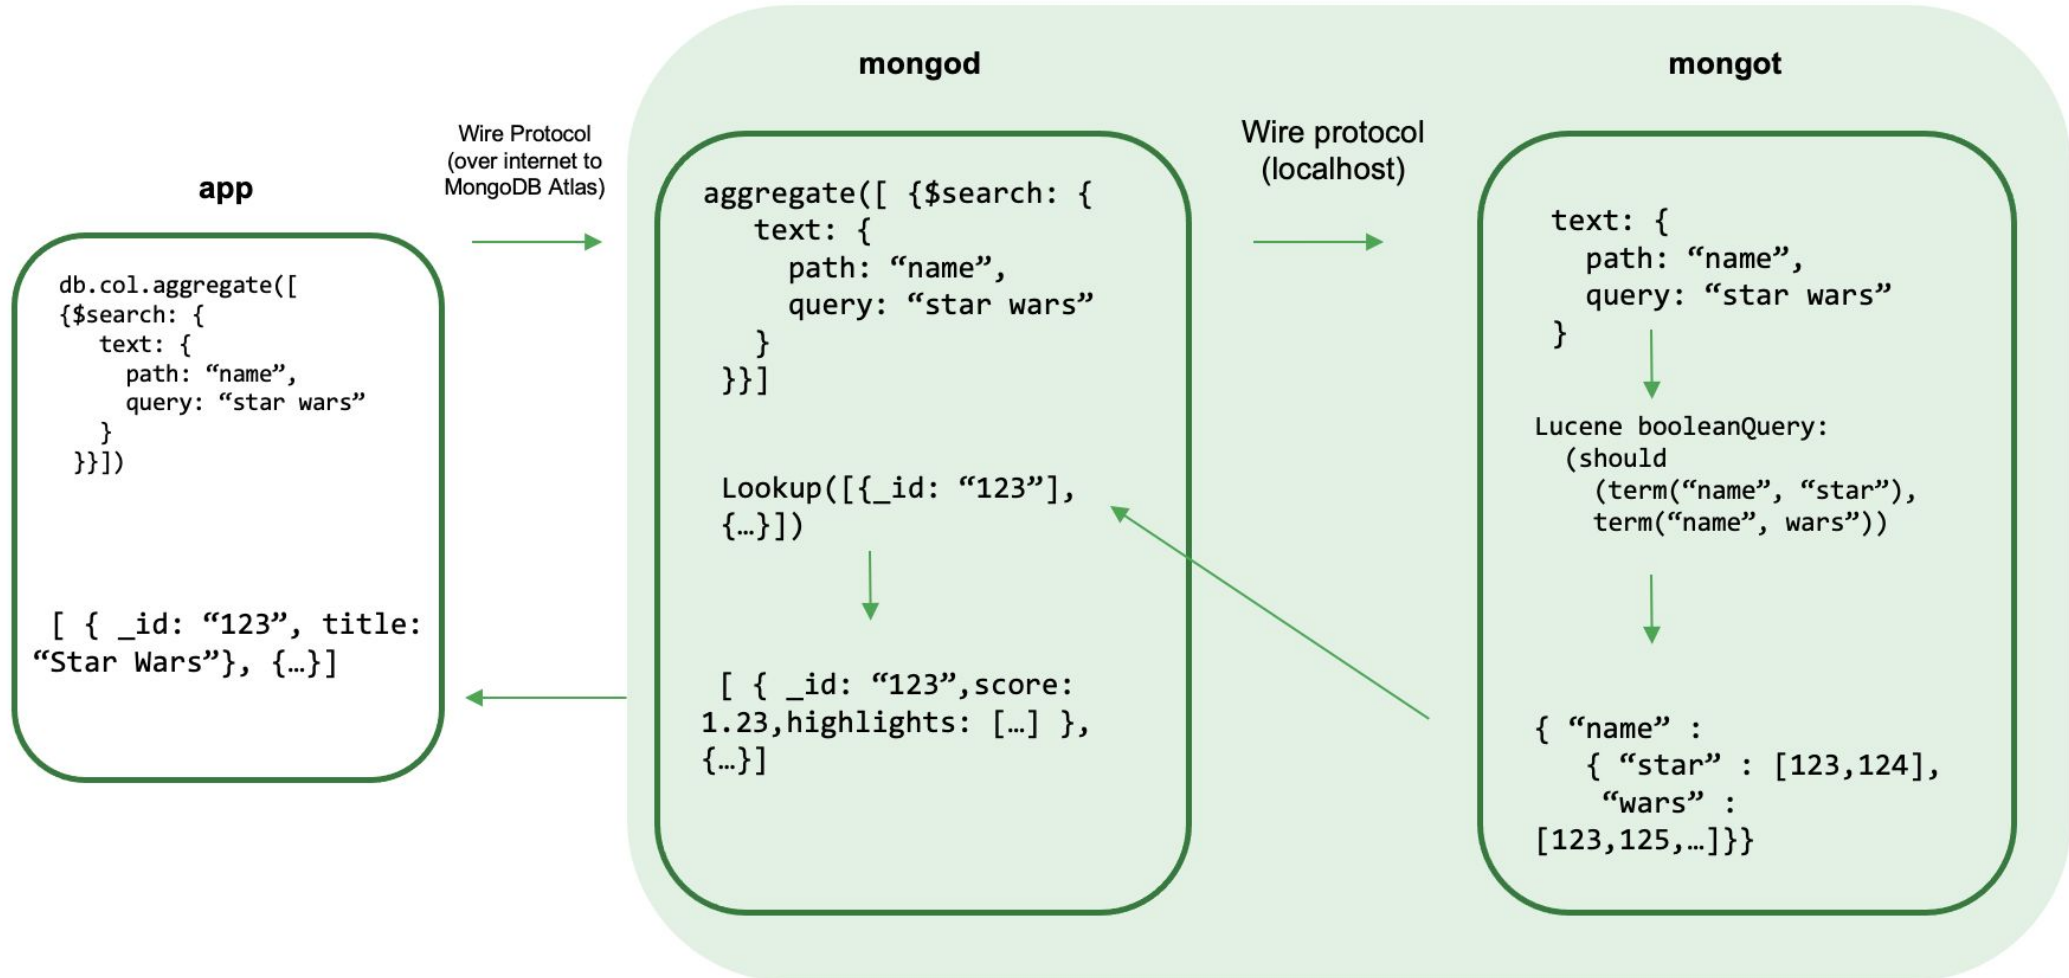 app
db.col.aggregate([
{$search: {
text: {
path: “name”,
query: “star wars”
}
}}])
[ { _id: “123”, title:
“Star Wars”}, {…}]
Wire Protocol
(over internet to
MongoDB Atlas)
mongod
aggregate([ {$search: {
text: {
path: “name”,
query: “star wars”
}
}}]
Lookup([{_id: “123”],
{…}])
[ { _id: “123”,score:
1.23,highlights: […] },
{…}]
Wire protocol
(localhost)
mongot
text: {
path: “name”,
query: “star wars”
}
Lucene booleanQuery:
(should
(term(“name”, “star”),
term(“name”, wars”))
{ “name” :
{ “star” : [123,124],
“wars” :
[123,125,…]}}